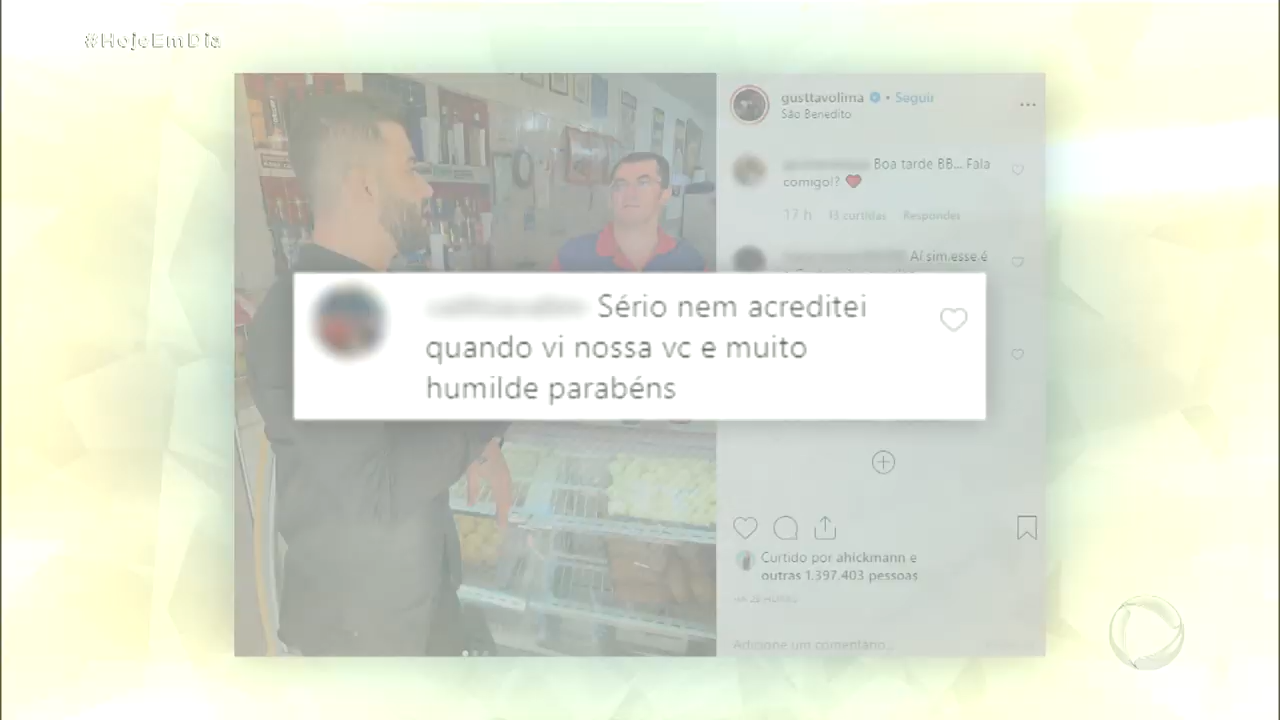 #HojeEmDia
gusttavolima • Seguir
São Benedito
Boa tarde BB... Fala
comigo!? ❤
17 h 13 curtidas Responder
Aí sim.esse.é
Sério nem acreditei
quando vi nossa vc e muito
humilde parabéns
Curtido por ahickmann e
outras 1.397.403 pessoas
Adicione um comentário...